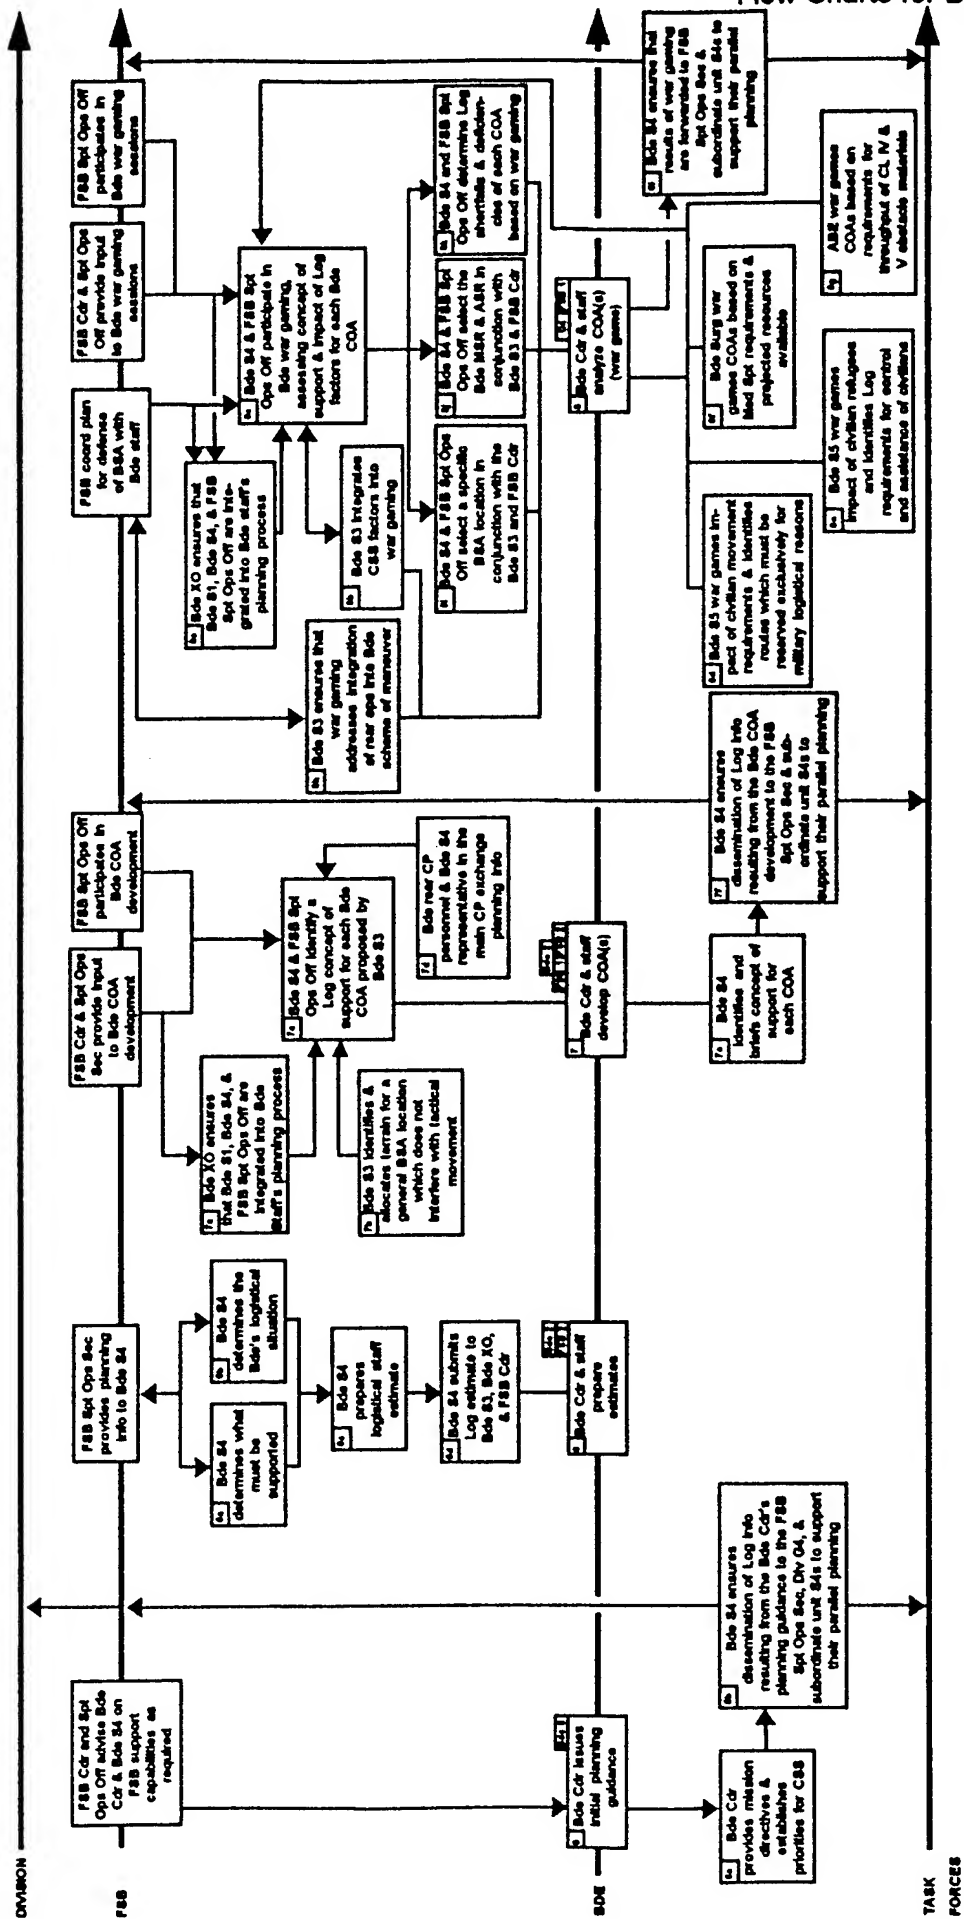 Flow Charts for B
DIVISION
FSB
BDE
TASK
FORCES
FSB Cdr and Spt
Ops Off advise Bde
Cdr & Bde S4 on
FSB support
capabilities as
required
Bde Cdr issues
initial planning
guidance
Bde Cdr
provides mission
directives &
establishes
priorities for CSS
Bde S4 ensures
dissemination of Log info
resulting from the Bde Cdr's
planning guidance to the FSB
Spt Ops Sec, Div G4, &
subordinate unit S4s to support
their parallel planning
FSB Spt Ops Sec
provides planning
info to Bde S4
Bde S4
determines what
must be
supported
Bde S4
determines the
Bde's logistical
situation
Bde S4
prepares
logistical staff
estimate
Bde S4 submits
Log estimate to
Bde S3, Bde XO,
& FSB Cdr
Bde Cdr & staff
prepare
estimates
FSB Cdr & Spt Ops
Sec provide input
to Bde COA
development
FSB Spt Ops Off
participates in
Bde COA
development
Bde XO ensures
that Bde S1, Bde S4, &
FSB Spt Ops Off are
integrated into Bde
Staff's planning process
7a Bde S4 & FSB Spt
Ops Off identify a
Log concept of
support for each Bde
COA proposed by
Bde S3
7b Bde S3 identifies &
allocates terrain for a
general BSA location
which does not
interfere with tactical
movement
7d Bde rear CP
personnel & Bde S4
representative in the
main CP exchange
planning info
7 Bde Cdr & staff
develop COA(s)
Bde S4
identifies and
briefs concept of
support for
each COA
7f Bde S4 ensures
dissemination of Log info
resulting from the Bde COA
development to the FSB
Spt Ops Sec & sub-
ordinate unit S4s to
support their parallel planning
FSB coord plan
for defense
of BSA with
Bde staff
FSB Cdr & Spt Ops
Off provide input
to Bde war gaming
sessions
FSB Spt Ops Off
participates in
Bde war gaming
sessions
Bde XO ensures that
Bde S1, Bde S4, & FSB
Spt Ops Off are inte-
grated into Bde staff's
planning process
Bde S4 & FSB Spt
Ops Off participate in
Bde war gaming,
assessing concept of
support & impact of Log
factors for each Bde
COA
Bde S3 ensures that
war gaming
addresses integration
of rear ops into Bde
scheme of maneuver
Bde S3 integrates
CSS factors into
war gaming
Bde S4 & FSB Spt Ops
Off select a specific
BSA location in
conjunction with the
Bde S3 and FSB Cdr
Bde S4 & FSB Spt
Ops Off select the
Bde MSR & ASR in
conjunction with
Bde S3 & FSB Cdr
Bde S4 and FSB Spt
Ops Off determine Log
shortfalls & deficien-
cies of each COA
based on war gaming
Bde Cdr & staff
analyze COA(s)
(war game)
Bde S4 ensures that
results of war gaming
are forwarded to FSB
Spt Ops Sec &
subordinate unit S4s to
support their parallel
planning
Bde S5 war games im-
pact of civilian movement
requirements & identifies
routes which must be
reserved exclusively for
military logistical reasons
Bde S5 war games
impact of civilian refugees
and identifies Log
requirements for control
and assistance of civilians
Bde Surg war
games COAs based on
Med Spt requirements &
projected resources
available
ABE war games
COAs based on
requirements for
throughput of CL IV &
V obstacle materials